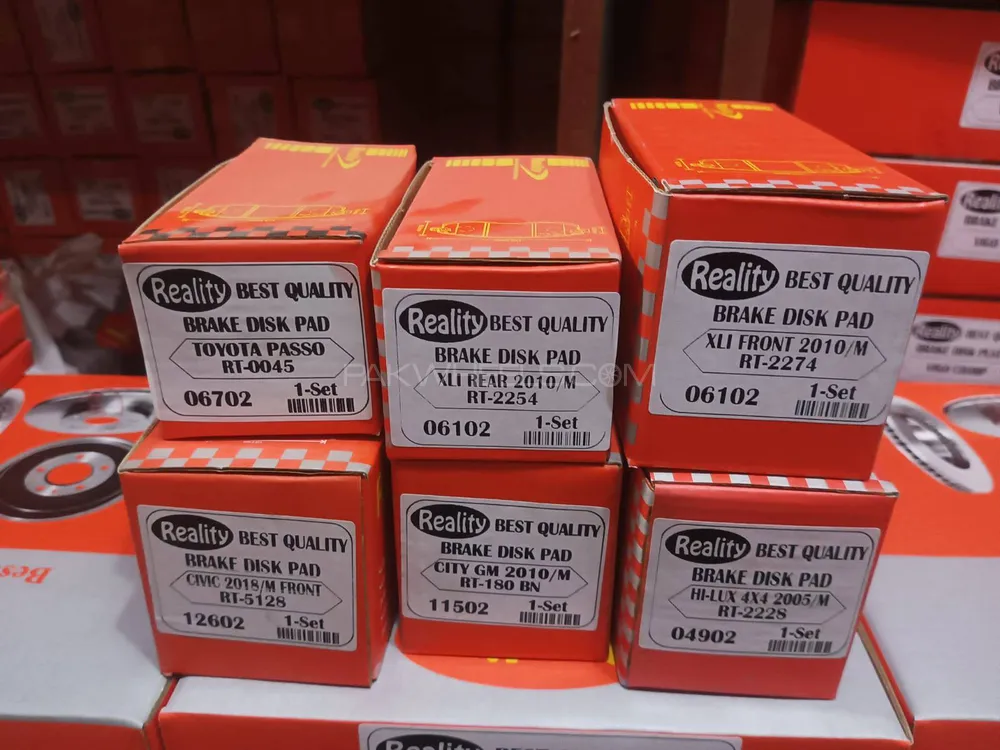 Reality BEST QUALITY
BRAKE DISK PAD
TOYOTA PASSO
RT-0045
06702 1-Set
Reality BEST QUALITY
BRAKE DISK PAD
XLI REAR 2010/M
RT-2254
06102 1-Set
Reality BEST QUALITY
BRAKE DISK PAD
XLI FRONT 2010/M
RT-2274
06102 1-Set
Reality BEST QUALITY
BRAKE DISK PAD
CIVIC 2018/M FRONT
RT-5128
12602 1-Set
Reality BEST QUALITY
BRAKE DISK PAD
CITY GM 2010/M
RT-180 BN
11502 1-Set
Reality BEST QUALITY
BRAKE DISK PAD
HI-LUX 4X4 2005/M
RT-2228
04902 1-Set
Reality
Best
Reality